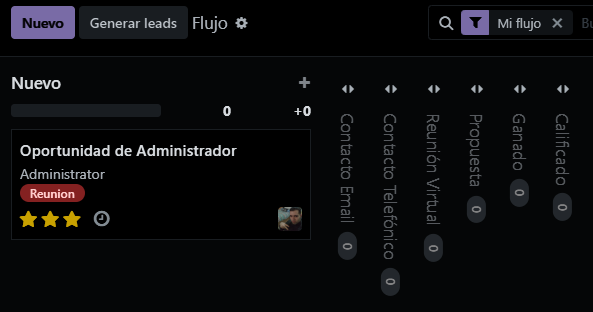 Nuevo
Generar leads
Flujo
Mi flujo
Nuevo
0
+0
Oportunidad de Administrador
Administrator
Reunion
Contacto Email
0
Contacto Telefónico
0
Reunión Virtual
0
Propuesta
0
Ganado
0
Calificado
0